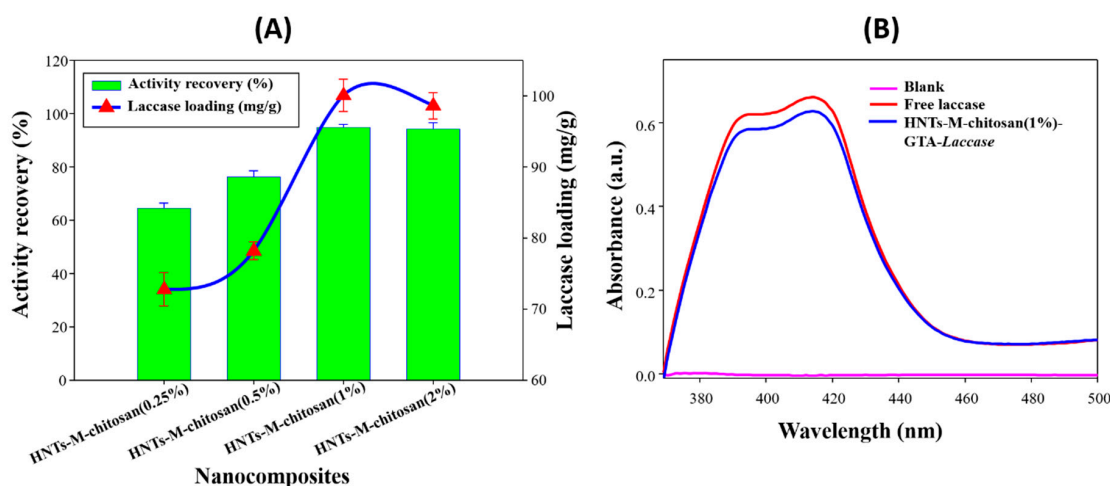 (A)
Activity recovery (%)
Laccase loading (mg/g)
Activity recovery (%)
120
100
80
60
40
20
0
Laccase loading (mg/g)
100
90
80
70
60
HNTs-M-chitosan(0.25%)
HNTs-M-chitosan(0.5%)
HNTs-M-chitosan(1%)
HNTs-M-chitosan(2%)
Nanocomposites
(B)
Blank
Free laccase
HNTs-M-chitosan(1%)-
GTA-Laccase
Absorbance (a.u.)
0.6
0.4
0.2
0.0
380 400 420 440 460 480 500
Wavelength (nm)